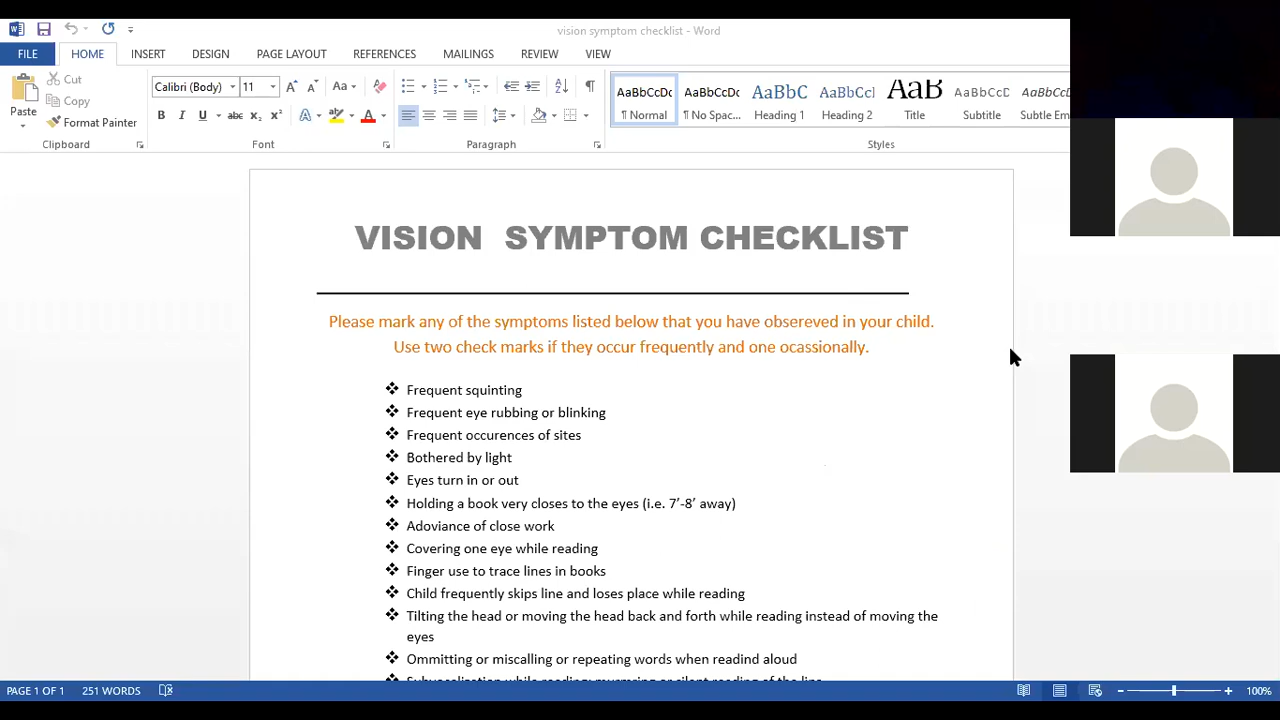 vision symptom checklist - Word
FILE HOME INSERT DESIGN PAGE LAYOUT REFERENCES MAILINGS REVIEW VIEW
Cut
Copy
Format Painter
Paste
Calibri (Body) 11
AaBbCcDc AaBbCcDc AaBbC AaBbCcI AaB AaBbCcD AaBbCcD
¶ Normal ¶ No Spac... Heading 1 Heading 2 Title Subtitle Subtle Em
Clipboard Font Paragraph Styles
VISION SYMPTOM CHECKLIST
Please mark any of the symptoms listed below that you have obsereved in your child.
Use two check marks if they occur frequently and one ocassionally.
❖ Frequent squinting
❖ Frequent eye rubbing or blinking
❖ Frequent occurences of sites
❖ Bothered by light
❖ Eyes turn in or out
❖ Holding a book very closes to the eyes (i.e. 7’-8’ away)
❖ Adoviance of close work
❖ Covering one eye while reading
❖ Finger use to trace lines in books
❖ Child frequently skips line and loses place while reading
❖ Tilting the head or moving the head back and forth while reading instead of moving the
eyes
❖ Ommitting or miscalling or repeating words when readind aloud
PAGE 1 OF 1 251 WORDS 100%